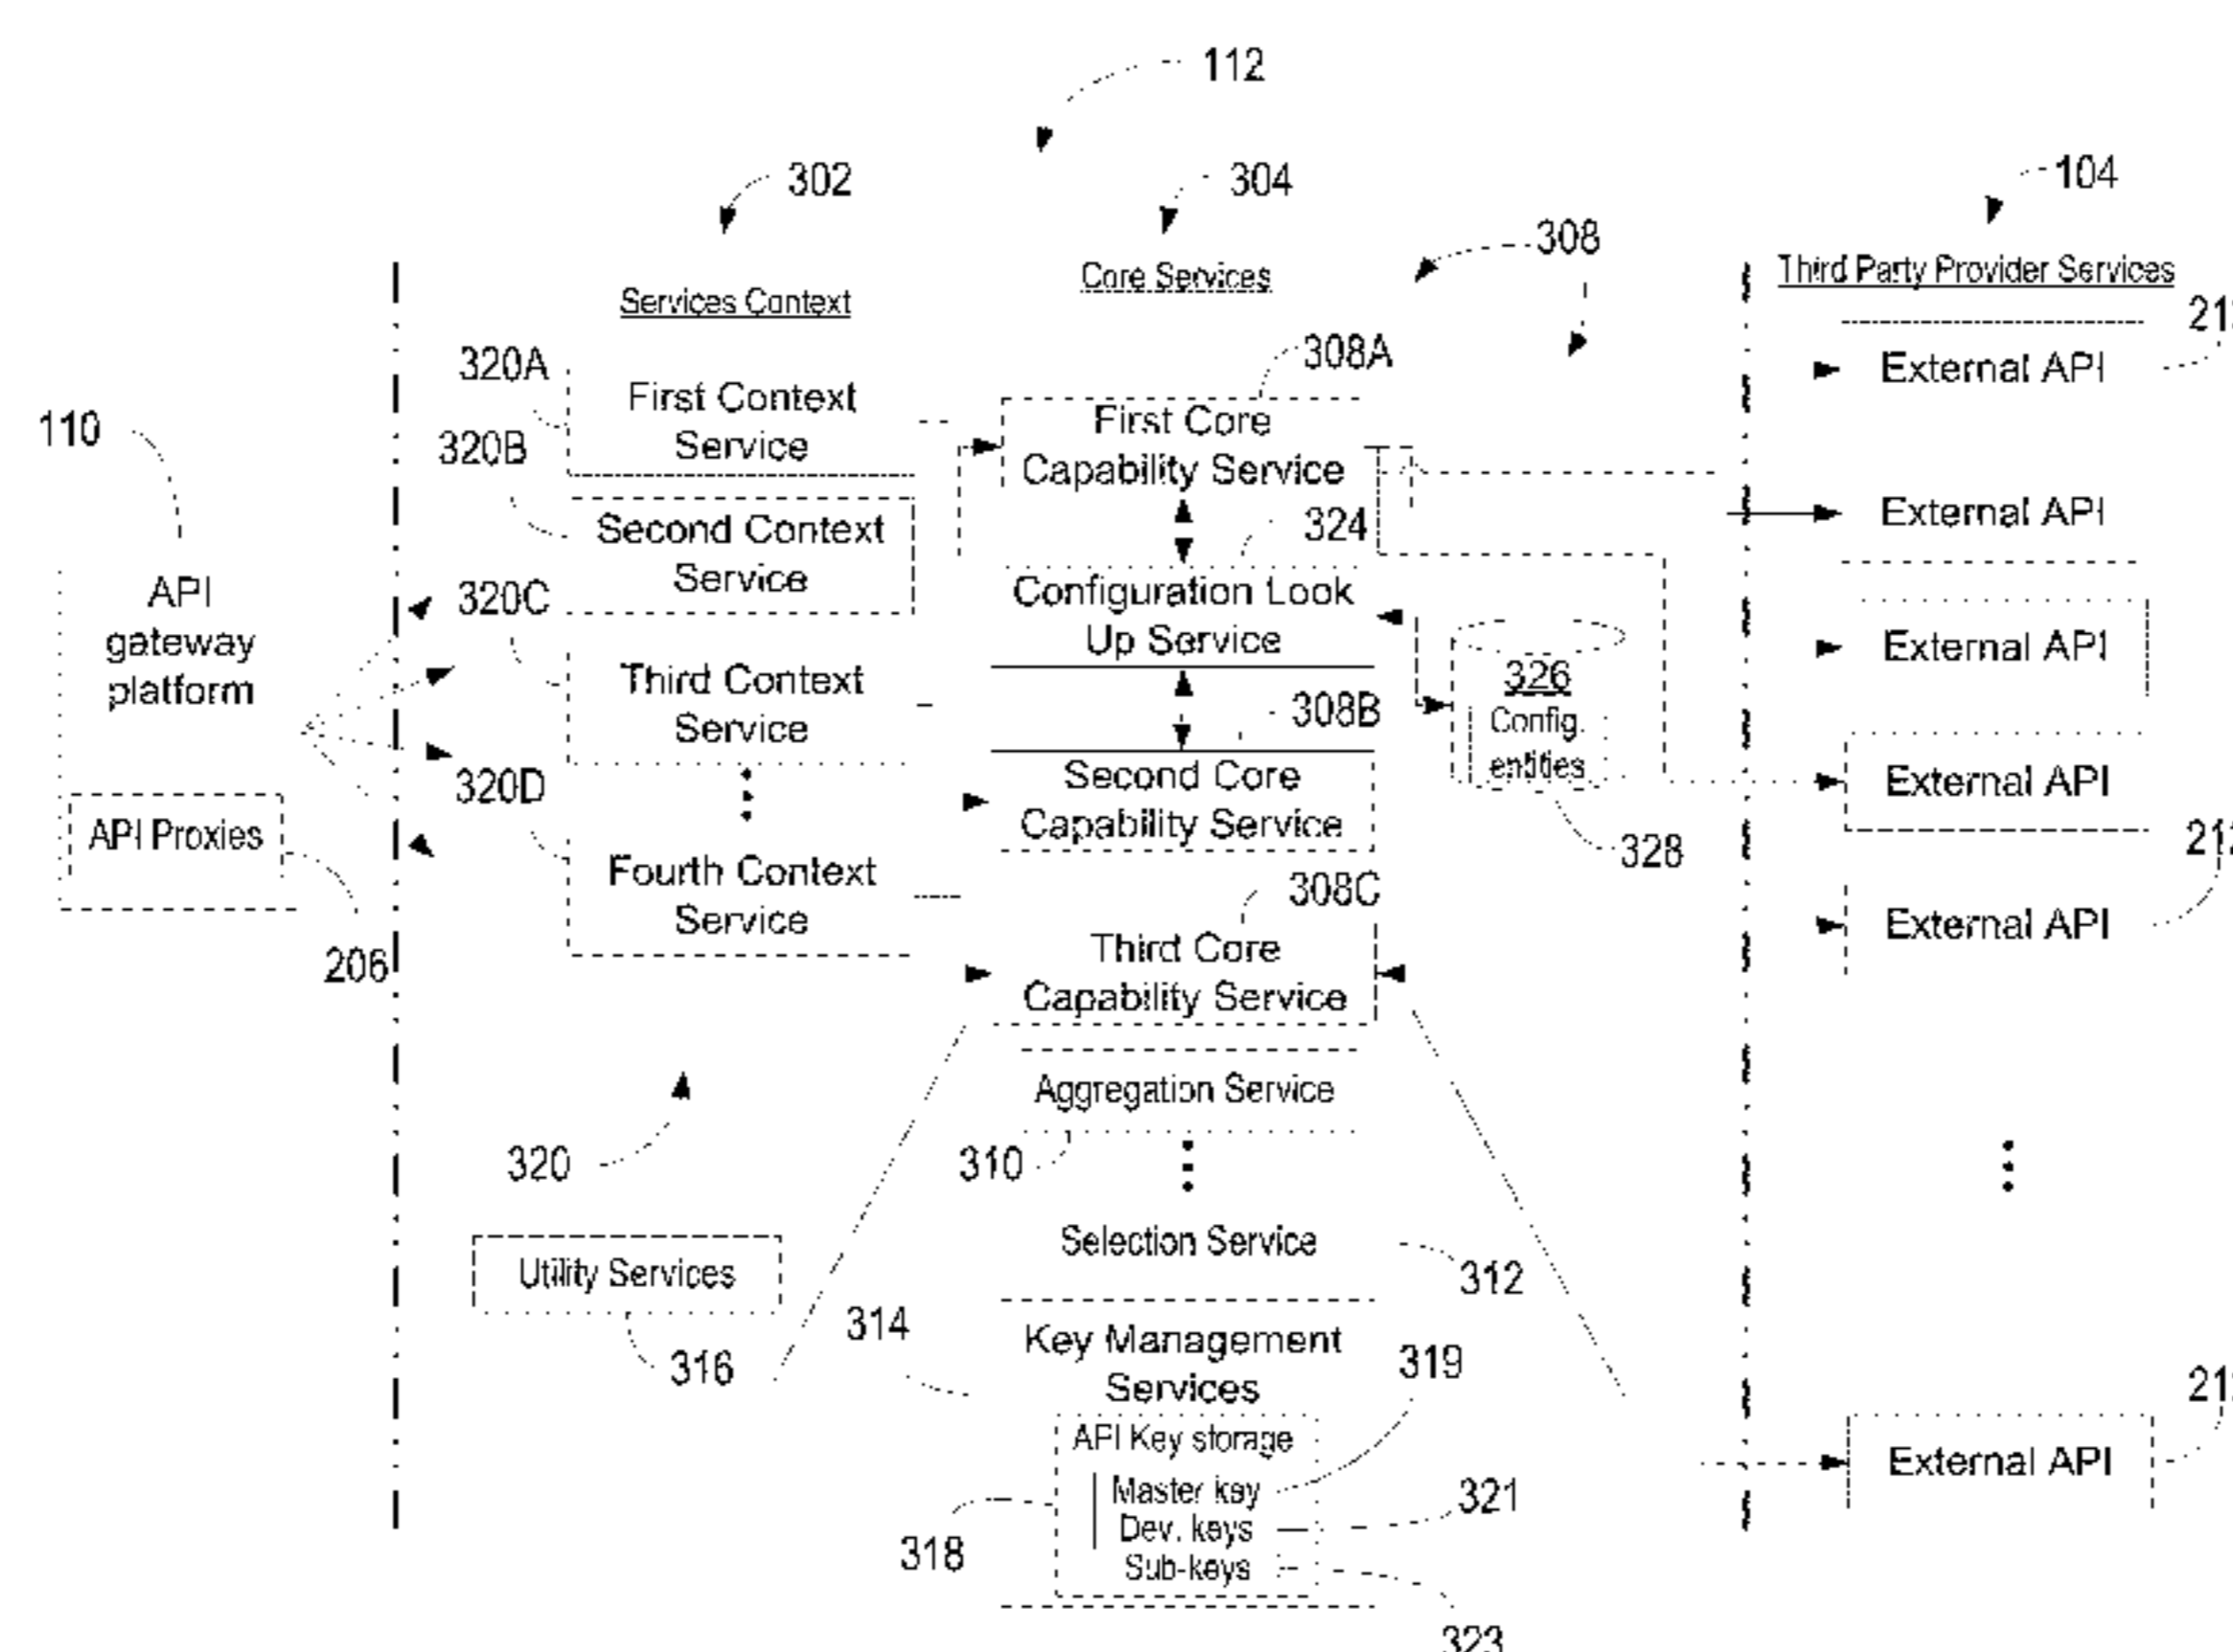 112
302
304
104
308
Services Context
Core Services
Third Party Provider Services
320A
First Context
Service
308A
First Core
Capability Service
External API
110
320B
Second Context
Service
324
External API
API
gateway
platform
320C
Configuration Look
Up Service
External API
Third Context
Service
308B
326
Config.
entities
320D
Second Core
Capability Service
External API
API Proxies
328
Fourth Context
Service
308C
206
Third Core
Capability Service
External API
Aggregation Service
320
310
Selection Service
312
Utility Services
316
314
Key Management
Services
319
API Key storage
Master key
321
Dev. keys
318
Sub-keys
323
External API